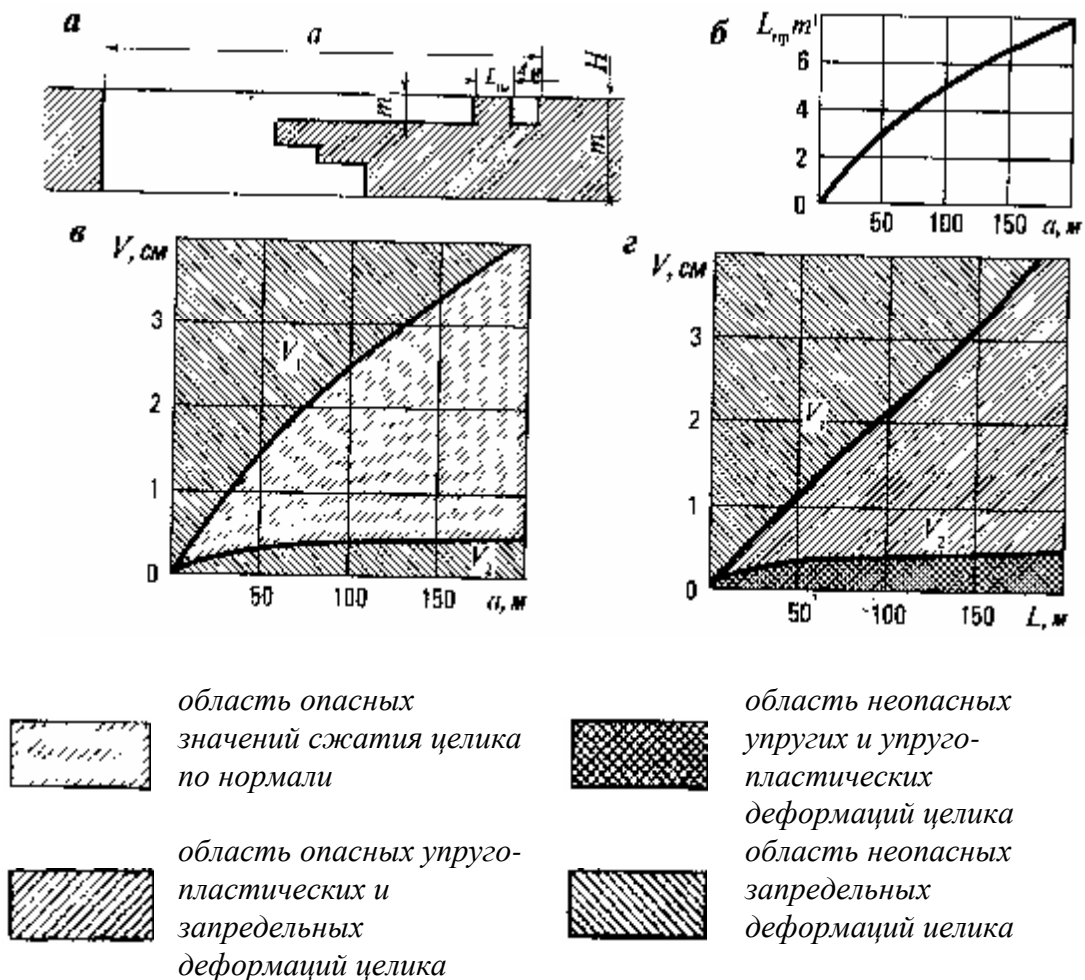 а
a
m
H
m
б
50
100
150
a, м
6
4
2
0
в
V, см
3
2
1
0
V₁
50
100
150
a, м
г
V, см
3
2
1
0
V₂
50
100
150
L, м
область опасных
значений сжатия целика
по нормали
область неопасных
упругих и упруго-
пластических
деформаций целика
область опасных упруго-
пластических и
запредельных
деформаций целика
область неопасных
запредельных
деформаций иелика